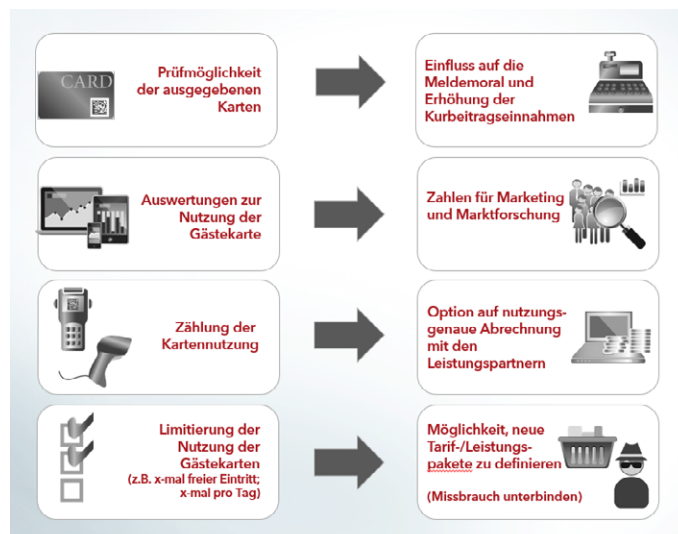 CARD
Prüfmöglichkeit
der ausgegebenen
Karten
Einfluss auf die
Meldemoral und
Erhöhung der
Kurbeitragseinnahmen
Auswertungen zur
Nutzung der
Gästekarte
Zahlen für Marketing
und Marktforschung
Zählung der
Kartennutzung
Option auf nutzungs-
genaue Abrechnung
mit den
Leistungspartnern
Limitierung der
Nutzung der
Gästekarten
(z.B. x-mal freier Eintritt;
x-mal pro Tag)
Möglichkeit, neue
Tarif-/Leistungs-
pakete zu definieren
(Missbrauch unterbinden)